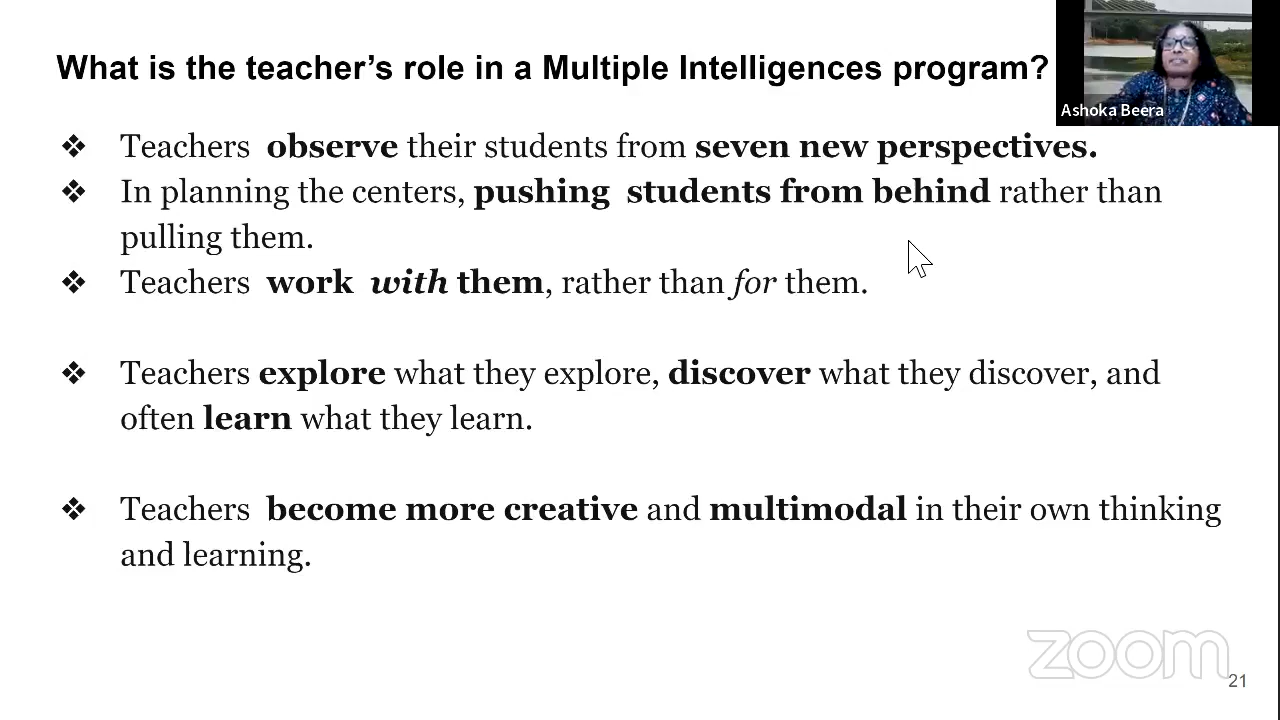 What is the teacher’s role in a Multiple Intelligences program?
Ashoka Beera
❖ Teachers observe their students from seven new perspectives.
❖ In planning the centers, pushing students from behind rather than
pulling them.
❖ Teachers work with them, rather than for them.
❖ Teachers explore what they explore, discover what they discover, and
often learn what they learn.
❖ Teachers become more creative and multimodal in their own thinking
and learning.
zoom
21